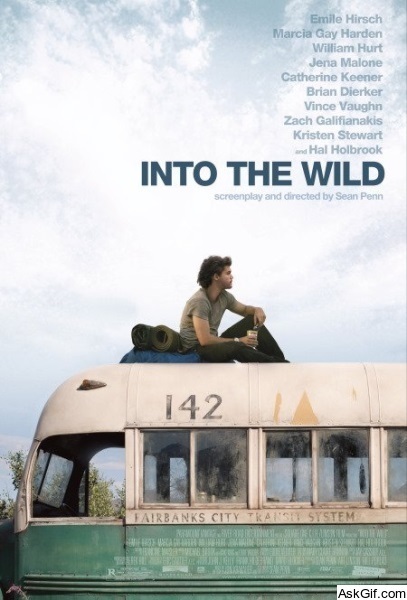 Emile Hirsch
Marcia Gay Harden
William Hurt
Jena Malone
Catherine Keener
Brian Dierker
Vince Vaughn
Zach Galifianakis
Kristen Stewart
and Hal Holbrook
INTO THE WILD
screenplay and directed by Sean Penn
142
FAIRBANKS CITY TRANSIT SYSTEM
R
AskGif.com